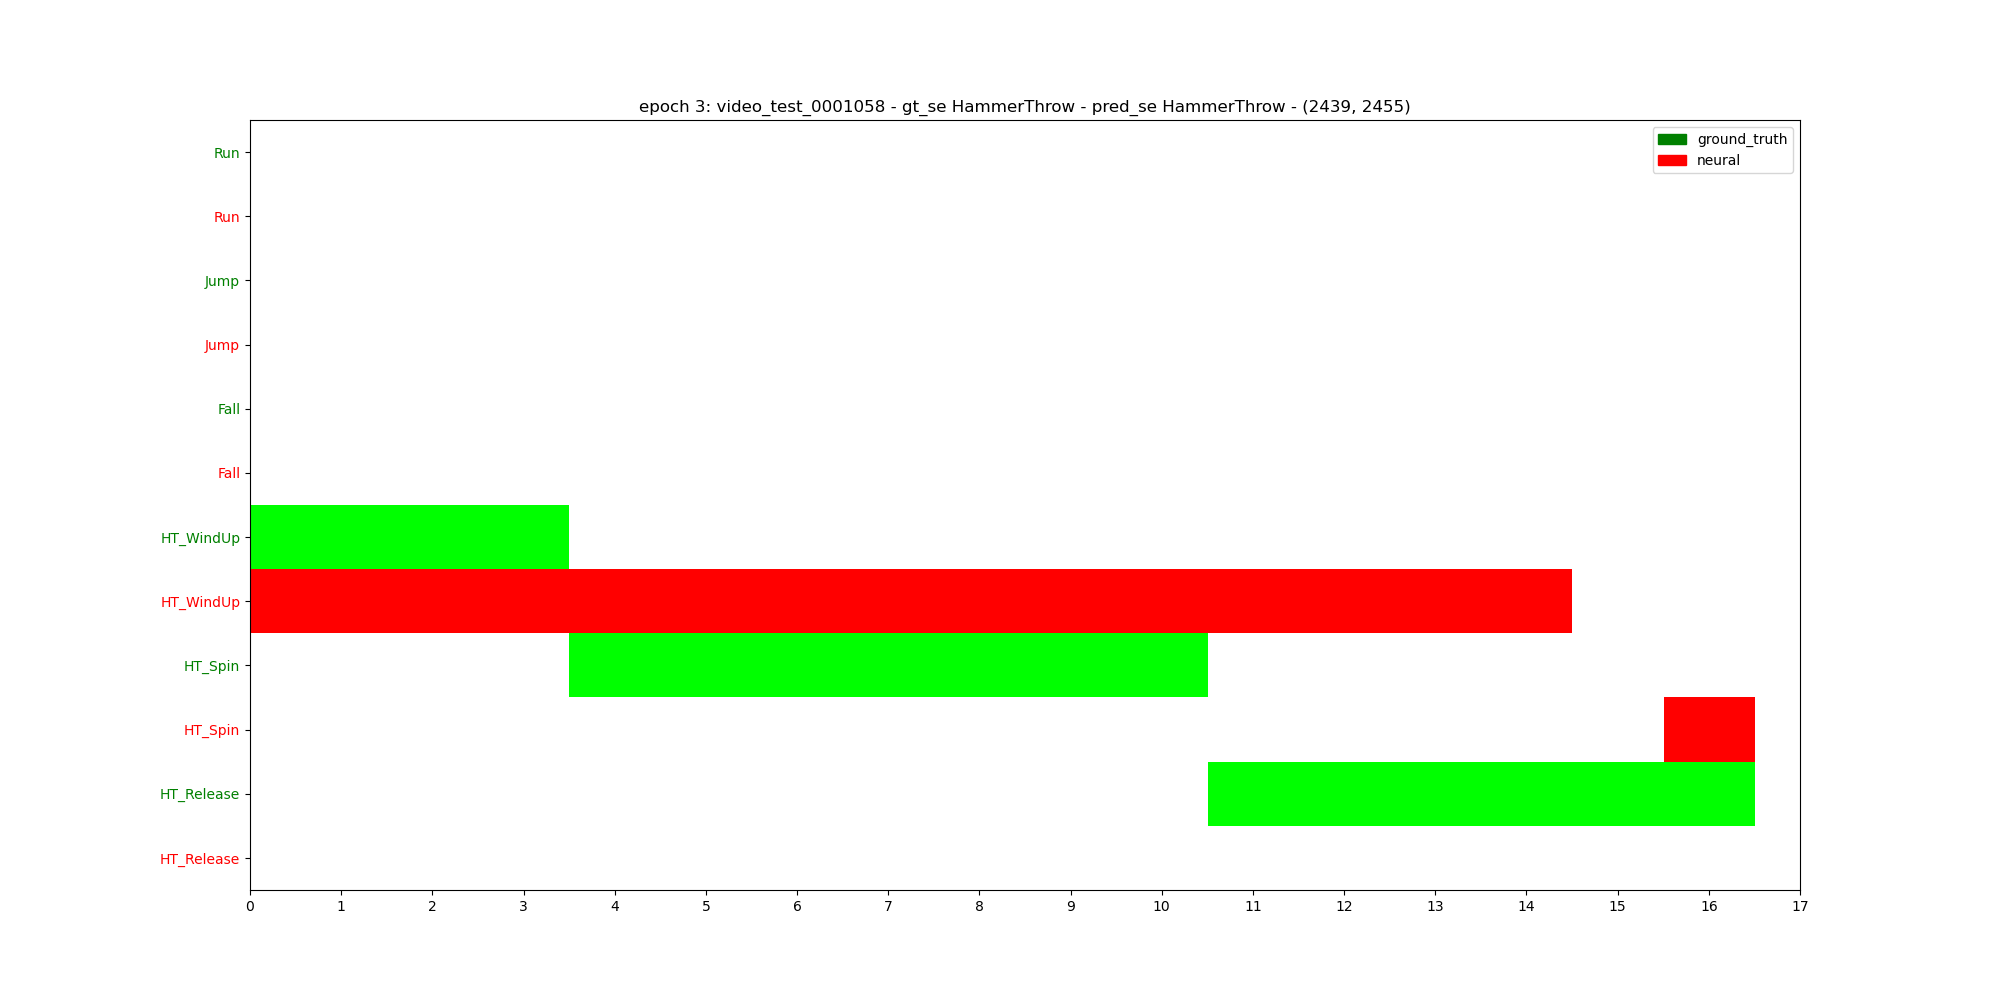 epoch 3: video_test_0001058 - gt_se HammerThrow - pred_se HammerThrow - (2439, 2455)
ground_truth
neural
Run
Run
Jump
Jump
Fall
Fall
HT_WindUp
HT_WindUp
HT_Spin
HT_Spin
HT_Release
HT_Release
0 1 2 3 4 5 6 7 8 9 10 11 12 13 14 15 16 17